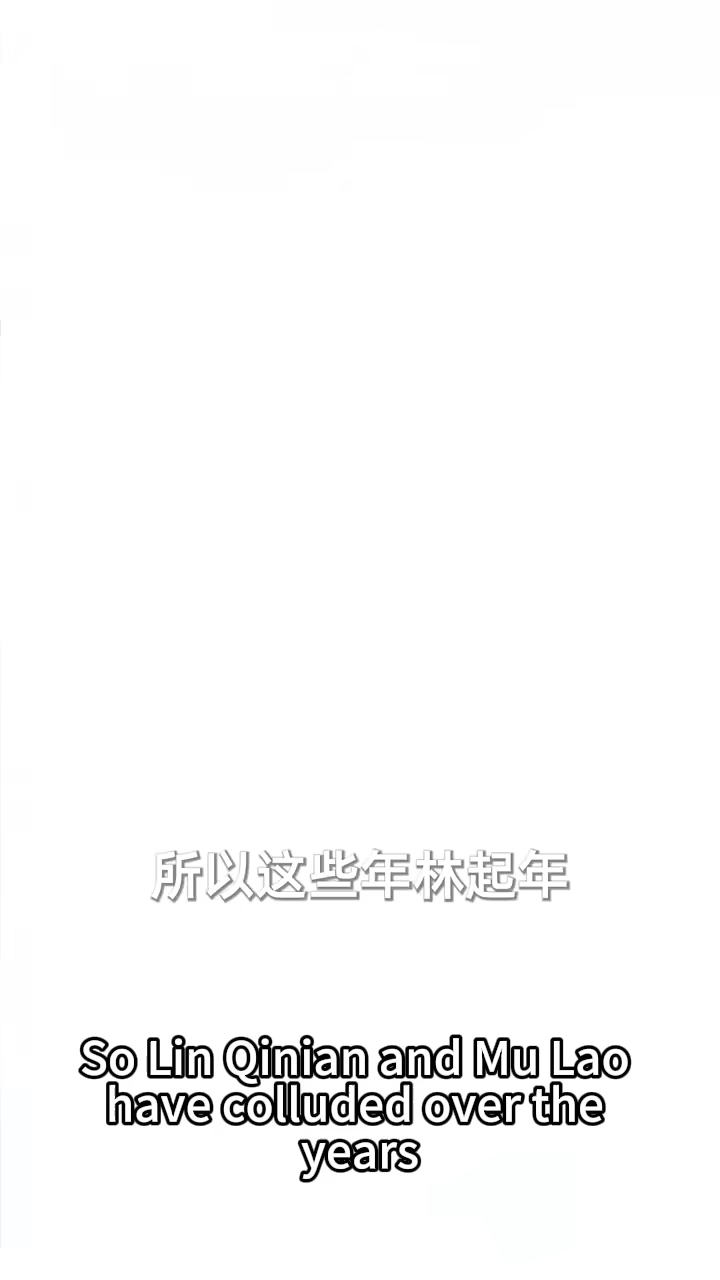 所以这些年林起年
So Lin Qinian and Mu Lao
have colluded over the
years